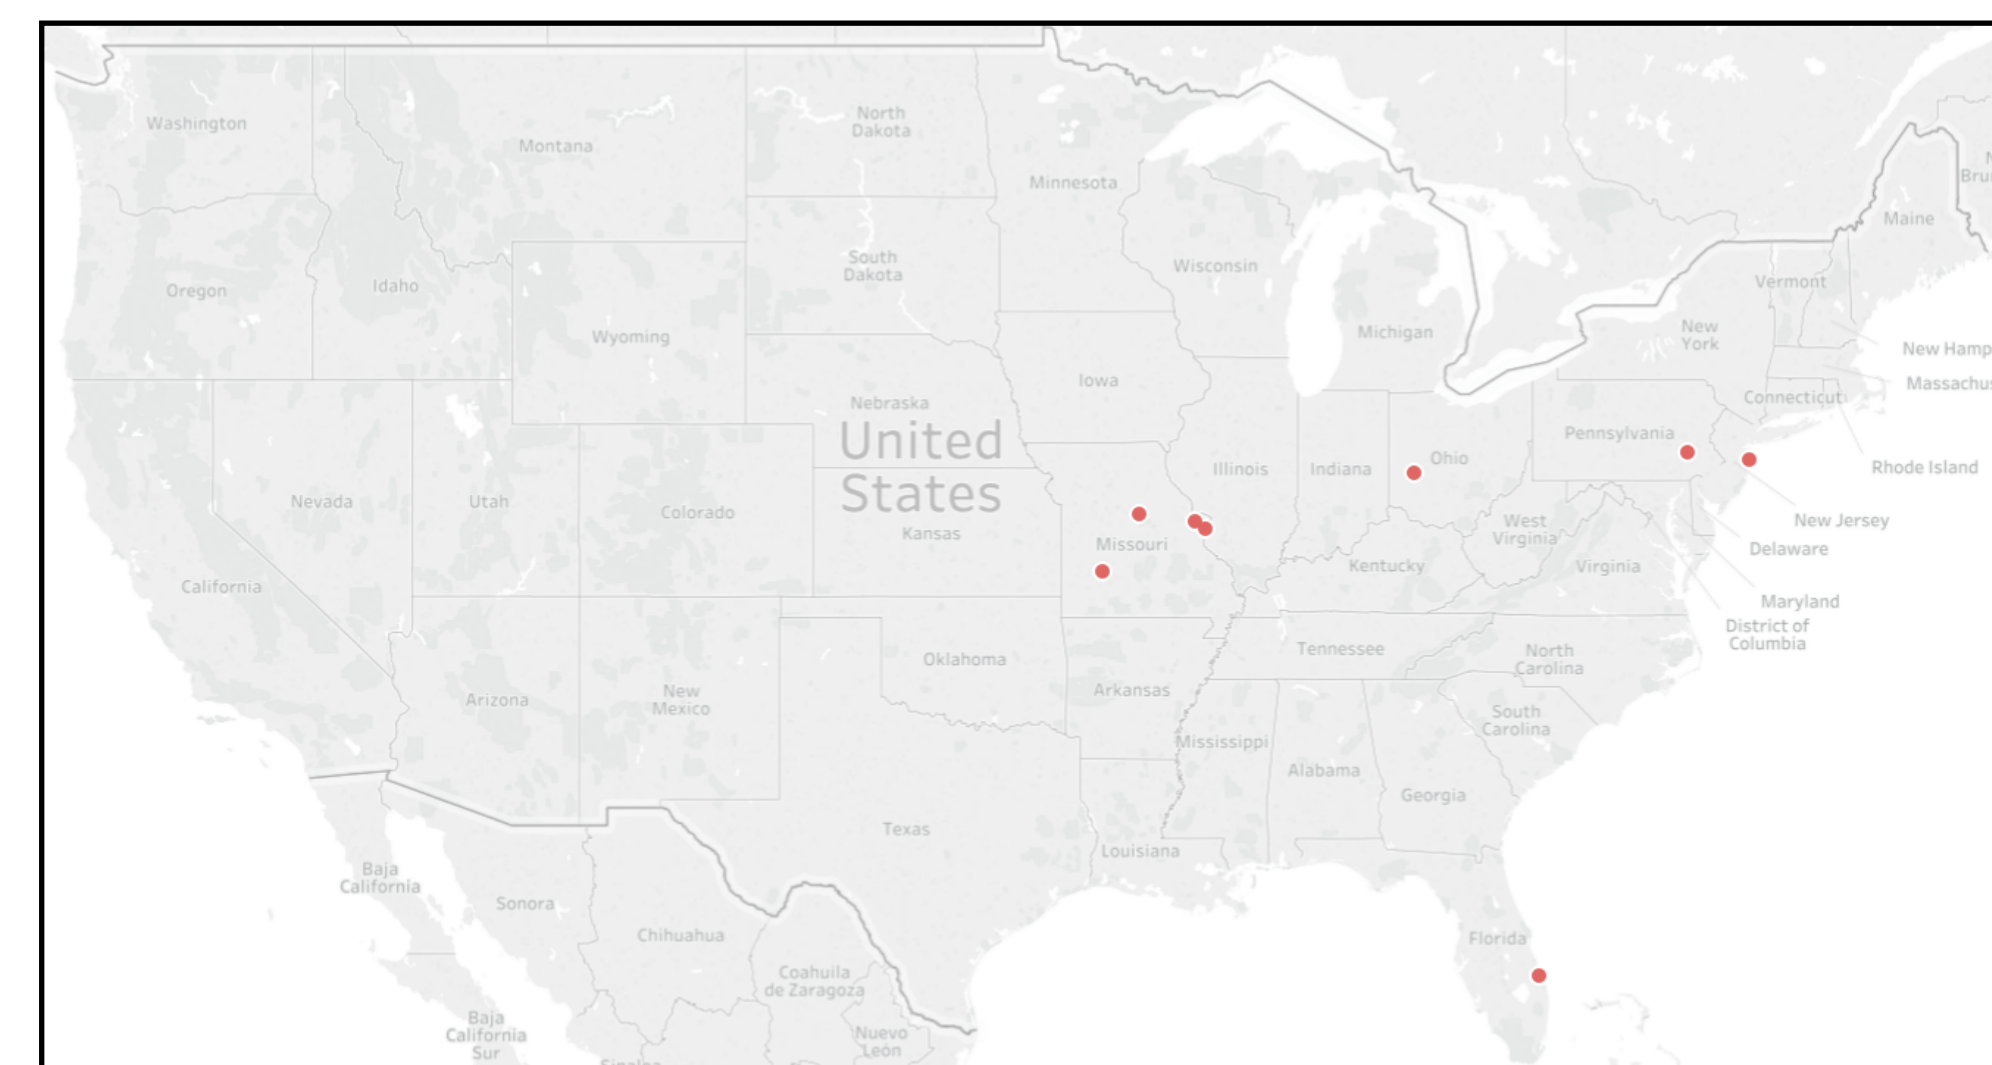 Washington
Montana
North
Dakota
Minnesota
N
Bru
Maine
Oregon
Idaho
South
Dakota
Wisconsin
Vermont
Wyoming
Michigan
New
York
New Hamp
Iowa
Massachus
Nebraska
Connecticut
United
States
Pennsylvania
Illinois
Indiana
Ohio
Rhode Island
Nevada
Utah
Colorado
Kansas
West
Virginia
New Jersey
Missouri
Delaware
California
Kentucky
Virginia
Maryland
District of
Columbia
Tennessee
North
Carolina
Oklahoma
Arizona
New
Mexico
Arkansas
South
Carolina
Mississippi
Alabama
Georgia
Texas
Louisiana
Baja
California
Sonora
Chihuahua
Florida
Coahuila
de Zaragoza
Baja
California
Sur
Nuevo
León
Sinaloa